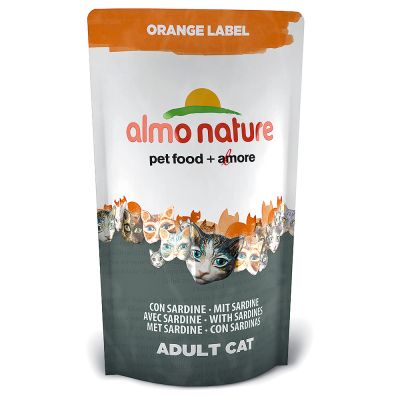 ORANGE LABEL
almo nature
pet food + almore
CON SARDINE • MIT SARDINE
AVEC SARDINE • WITH SARDINES
MET SARDINE • CON SARDINAS
ADULT CAT